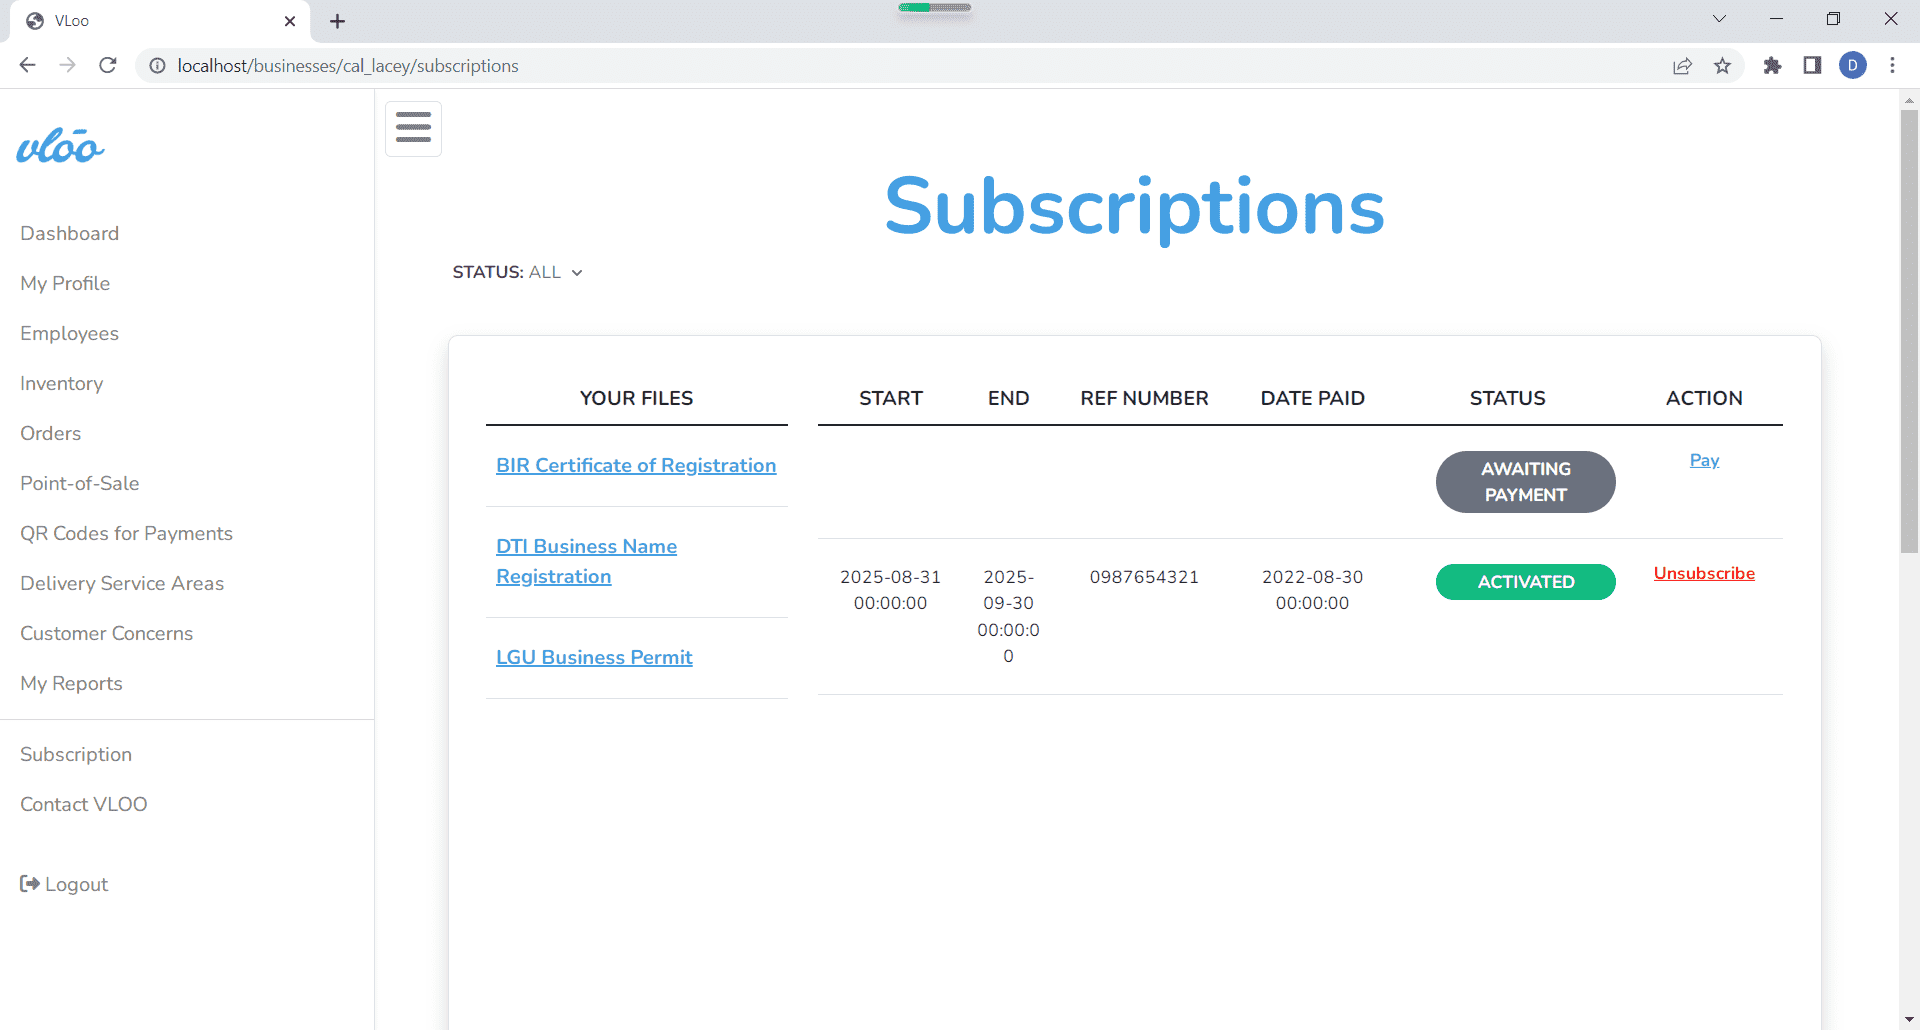 VLoo
localhost/businesses/cal_lacey/subscriptions
D
vloo
Dashboard
My Profile
Employees
Inventory
Orders
Point-of-Sale
QR Codes for Payments
Delivery Service Areas
Customer Concerns
My Reports
Subscription
Contact VLOO
Logout
Subscriptions
STATUS: ALL
YOUR FILES
BIR Certificate of Registration
DTI Business Name
Registration
LGU Business Permit
START END REF NUMBER DATE PAID STATUS ACTION
AWAITING
PAYMENT
Pay
2025-08-31
00:00:00
2025-
09-30
00:00:0
0
0987654321
2022-08-30
00:00:00
ACTIVATED
Unsubscribe